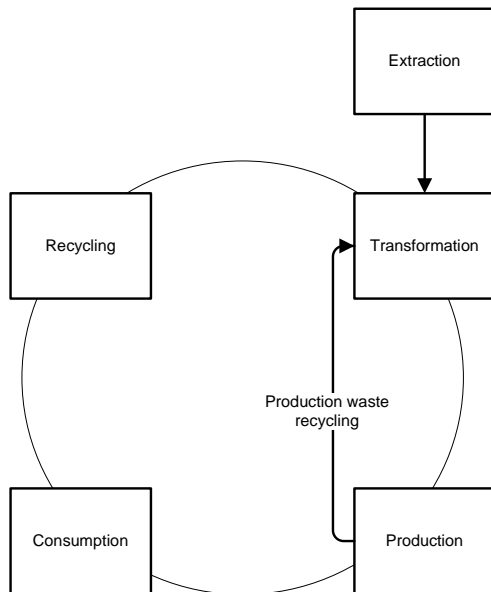 Extraction
Recycling
Transformation
Production waste
recycling
Consumption
Production